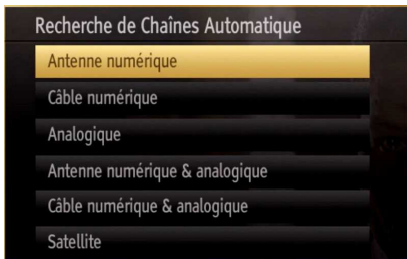 Recherche de Chaînes Automatique
Antenne numérique
Câble numérique
Analogique
Antenne numérique & analogique
Câble numérique & analogique
Satellite